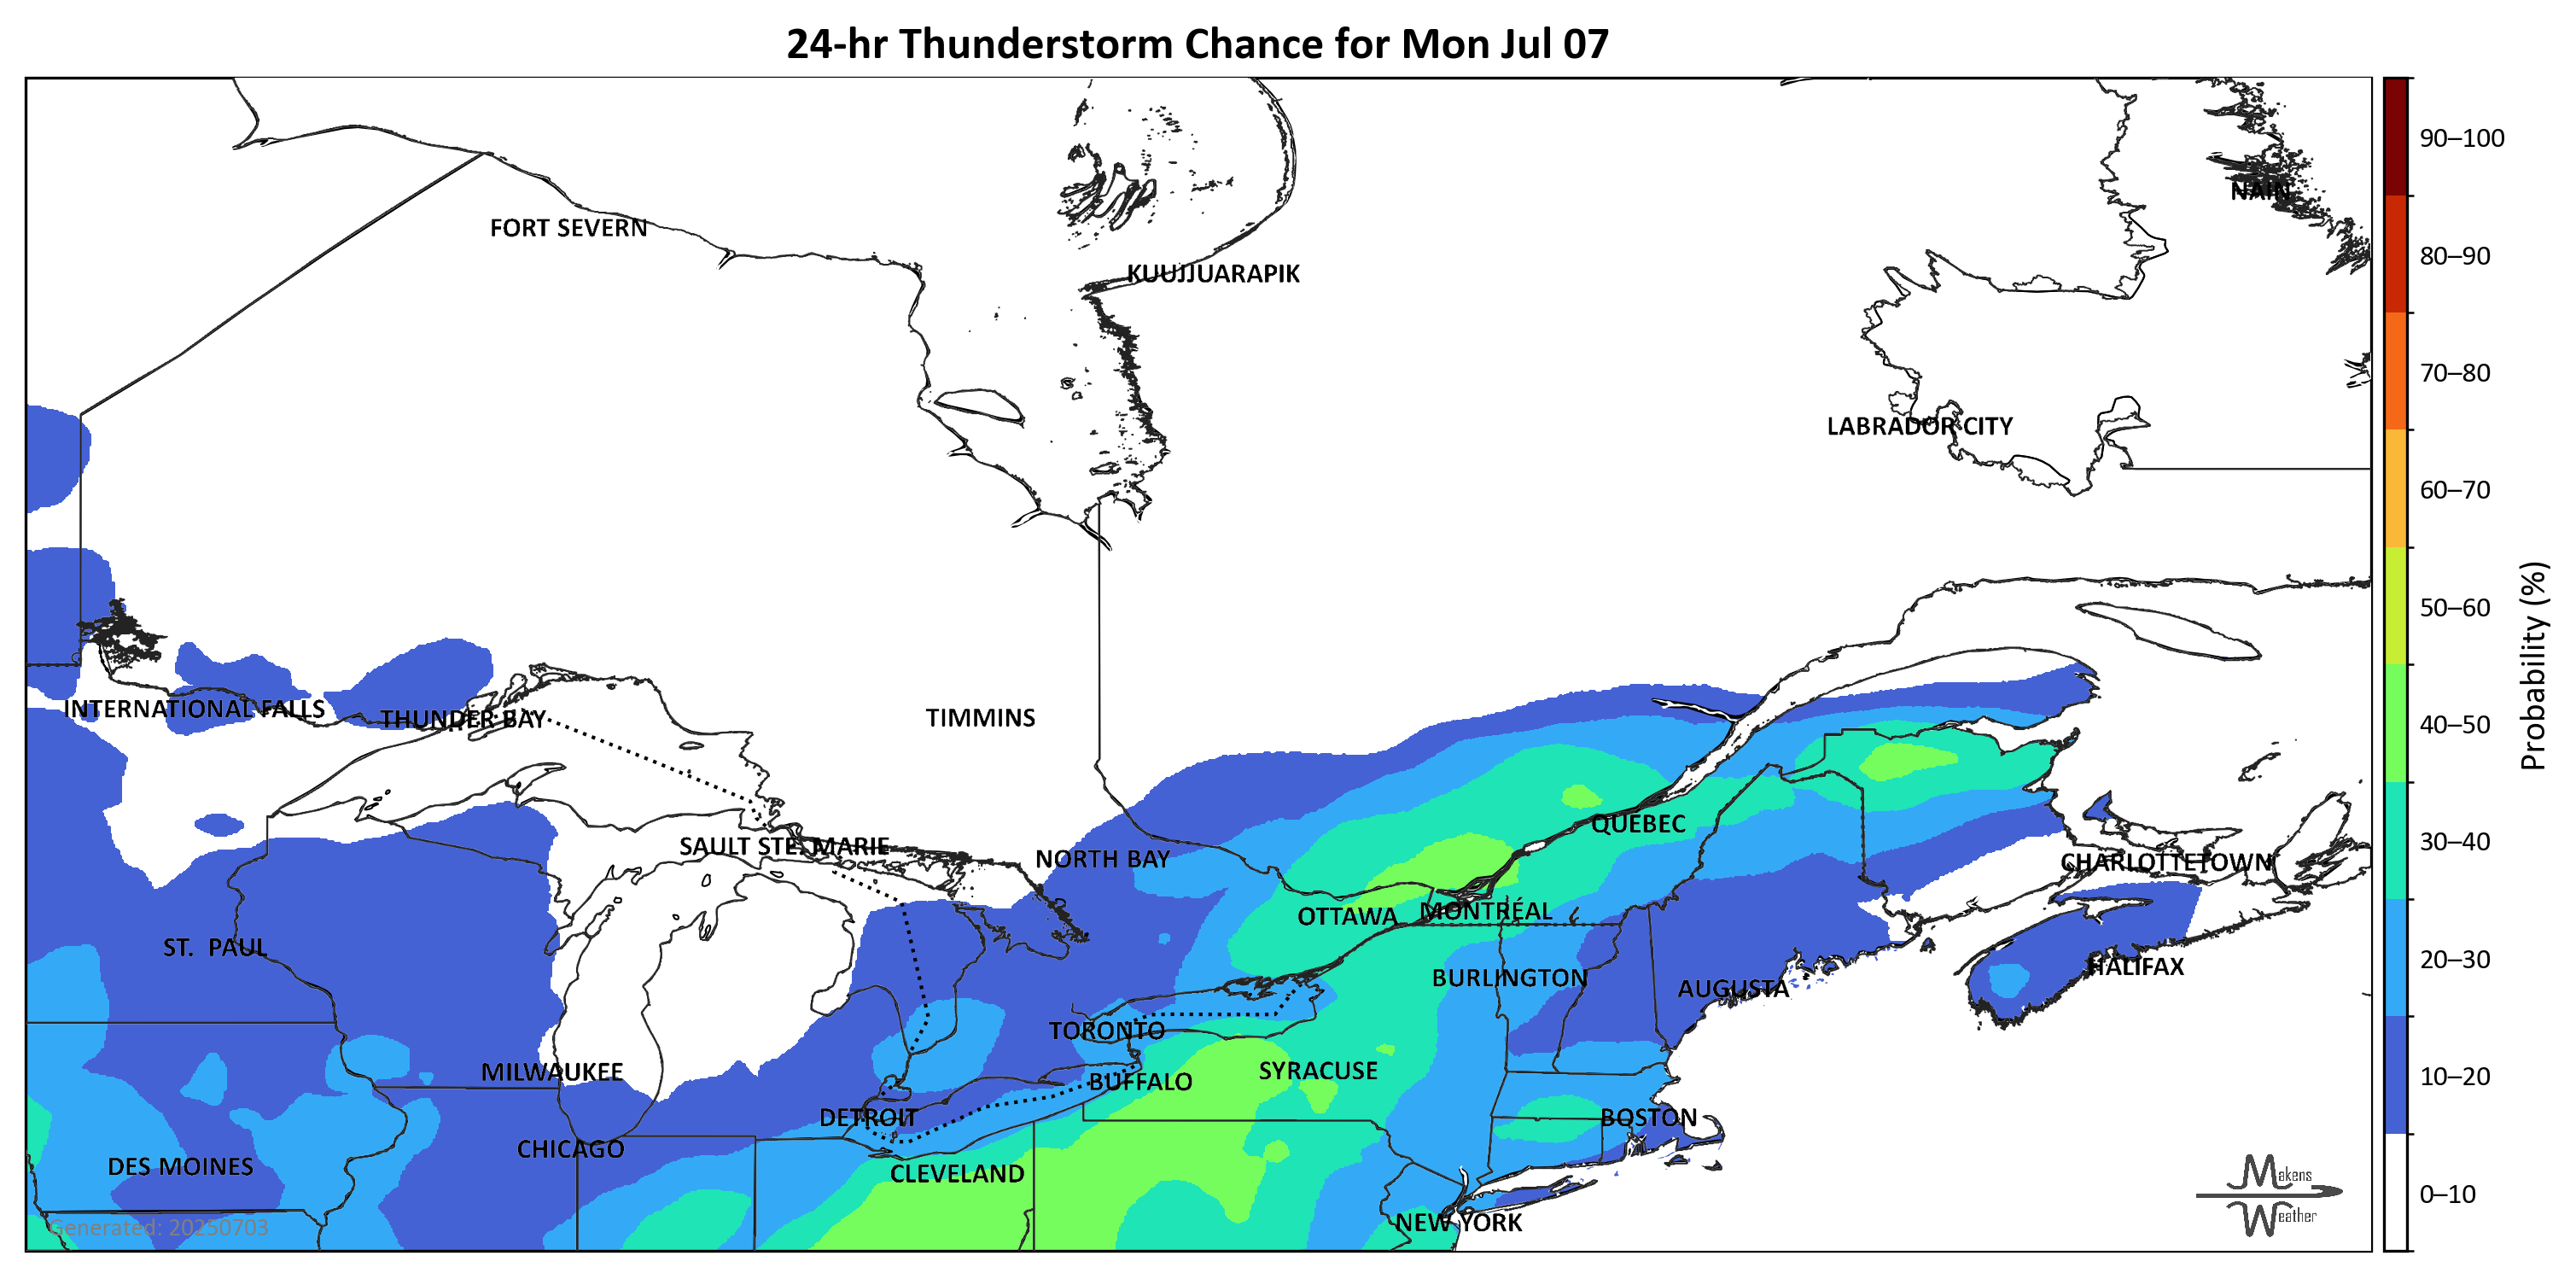 24-hr Thunderstorm Chance for Mon Jul 07
90–100
NAIN
FORT SEVERN
80–90
KUUJJUARAPIK
70–80
LABRADOR CITY
60–70
50–60
Probability (%)
INTERNATIONAL FALLS
THUNDER BAY
TIMMINS
40–50
QUEBEC
30–40
SAULT STE. MARIE
NORTH BAY
CHARLOTTETOWN
OTTAWA
MONTRÉAL
ST. PAUL
20–30
HALIFAX
BURLINGTON
AUGUSTA
TORONTO
MILWAUKEE
SYRACUSE
BUFFALO
10–20
DETROIT
BOSTON
CHICAGO
DES MOINES
CLEVELAND
Makens
Weather
0–10
NEW YORK
Generated: 20250703